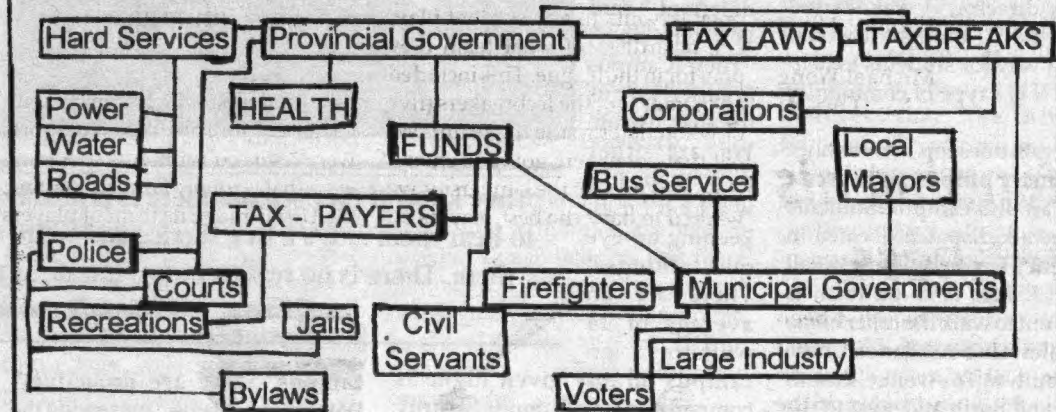 Hard Services
Provincial Government
TAX LAWS
TAXBREAKS
Power
HEALTH
Corporations
Water
FUNDS
Local
Roads
Bus Service
Mayors
TAX PAYERS
Police
Courts
Firefighters
Municipal Governments
Recreations
Jails
Civil
Servants
Large Industry
Bylaws
Voters